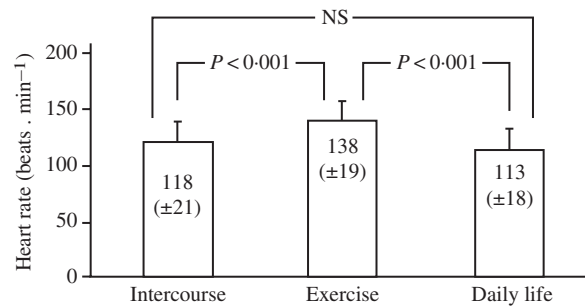 NS
200
P < 0·001 P < 0·001
150
138
(±19)
118
(±21)
113
(±18)
100
50
0
Heart rate (beats . min⁻¹)
Intercourse Exercise Daily life